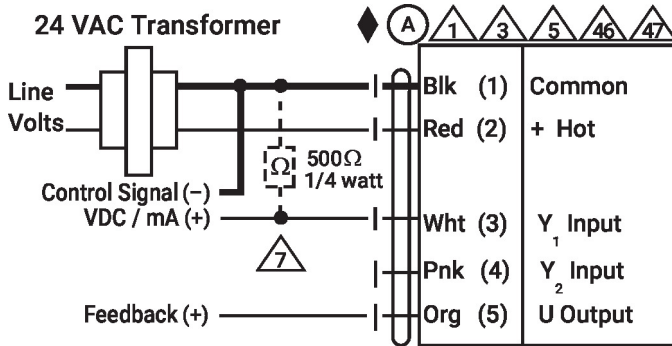 24 VAC Transformer
A 1 3 5 46 47
Line
Volts
Blk (1) Common
Red (2) + Hot
Ω 500Ω
1/4 watt
Control Signal (−)
VDC / mA (+)
Wht (3) Y1 Input
7
Pnk (4) Y2 Input
Feedback (+)
Org (5) U Output